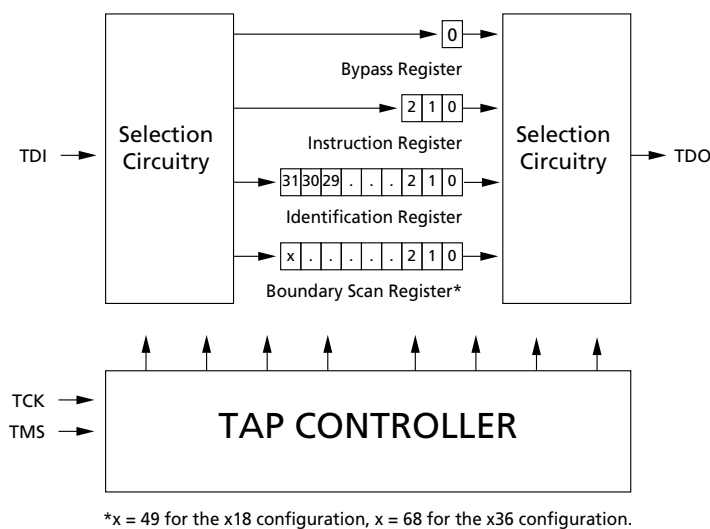 0
Bypass Register
2 1 0
Instruction Register
Selection
Circuitry
Selection
Circuitry
TDI
TDO
31 30 29 . . . 2 1 0
Identification Register
x . . . . . 2 1 0
Boundary Scan Register*
TCK
TMS
TAP CONTROLLER
*x = 49 for the x18 configuration, x = 68 for the x36 configuration.